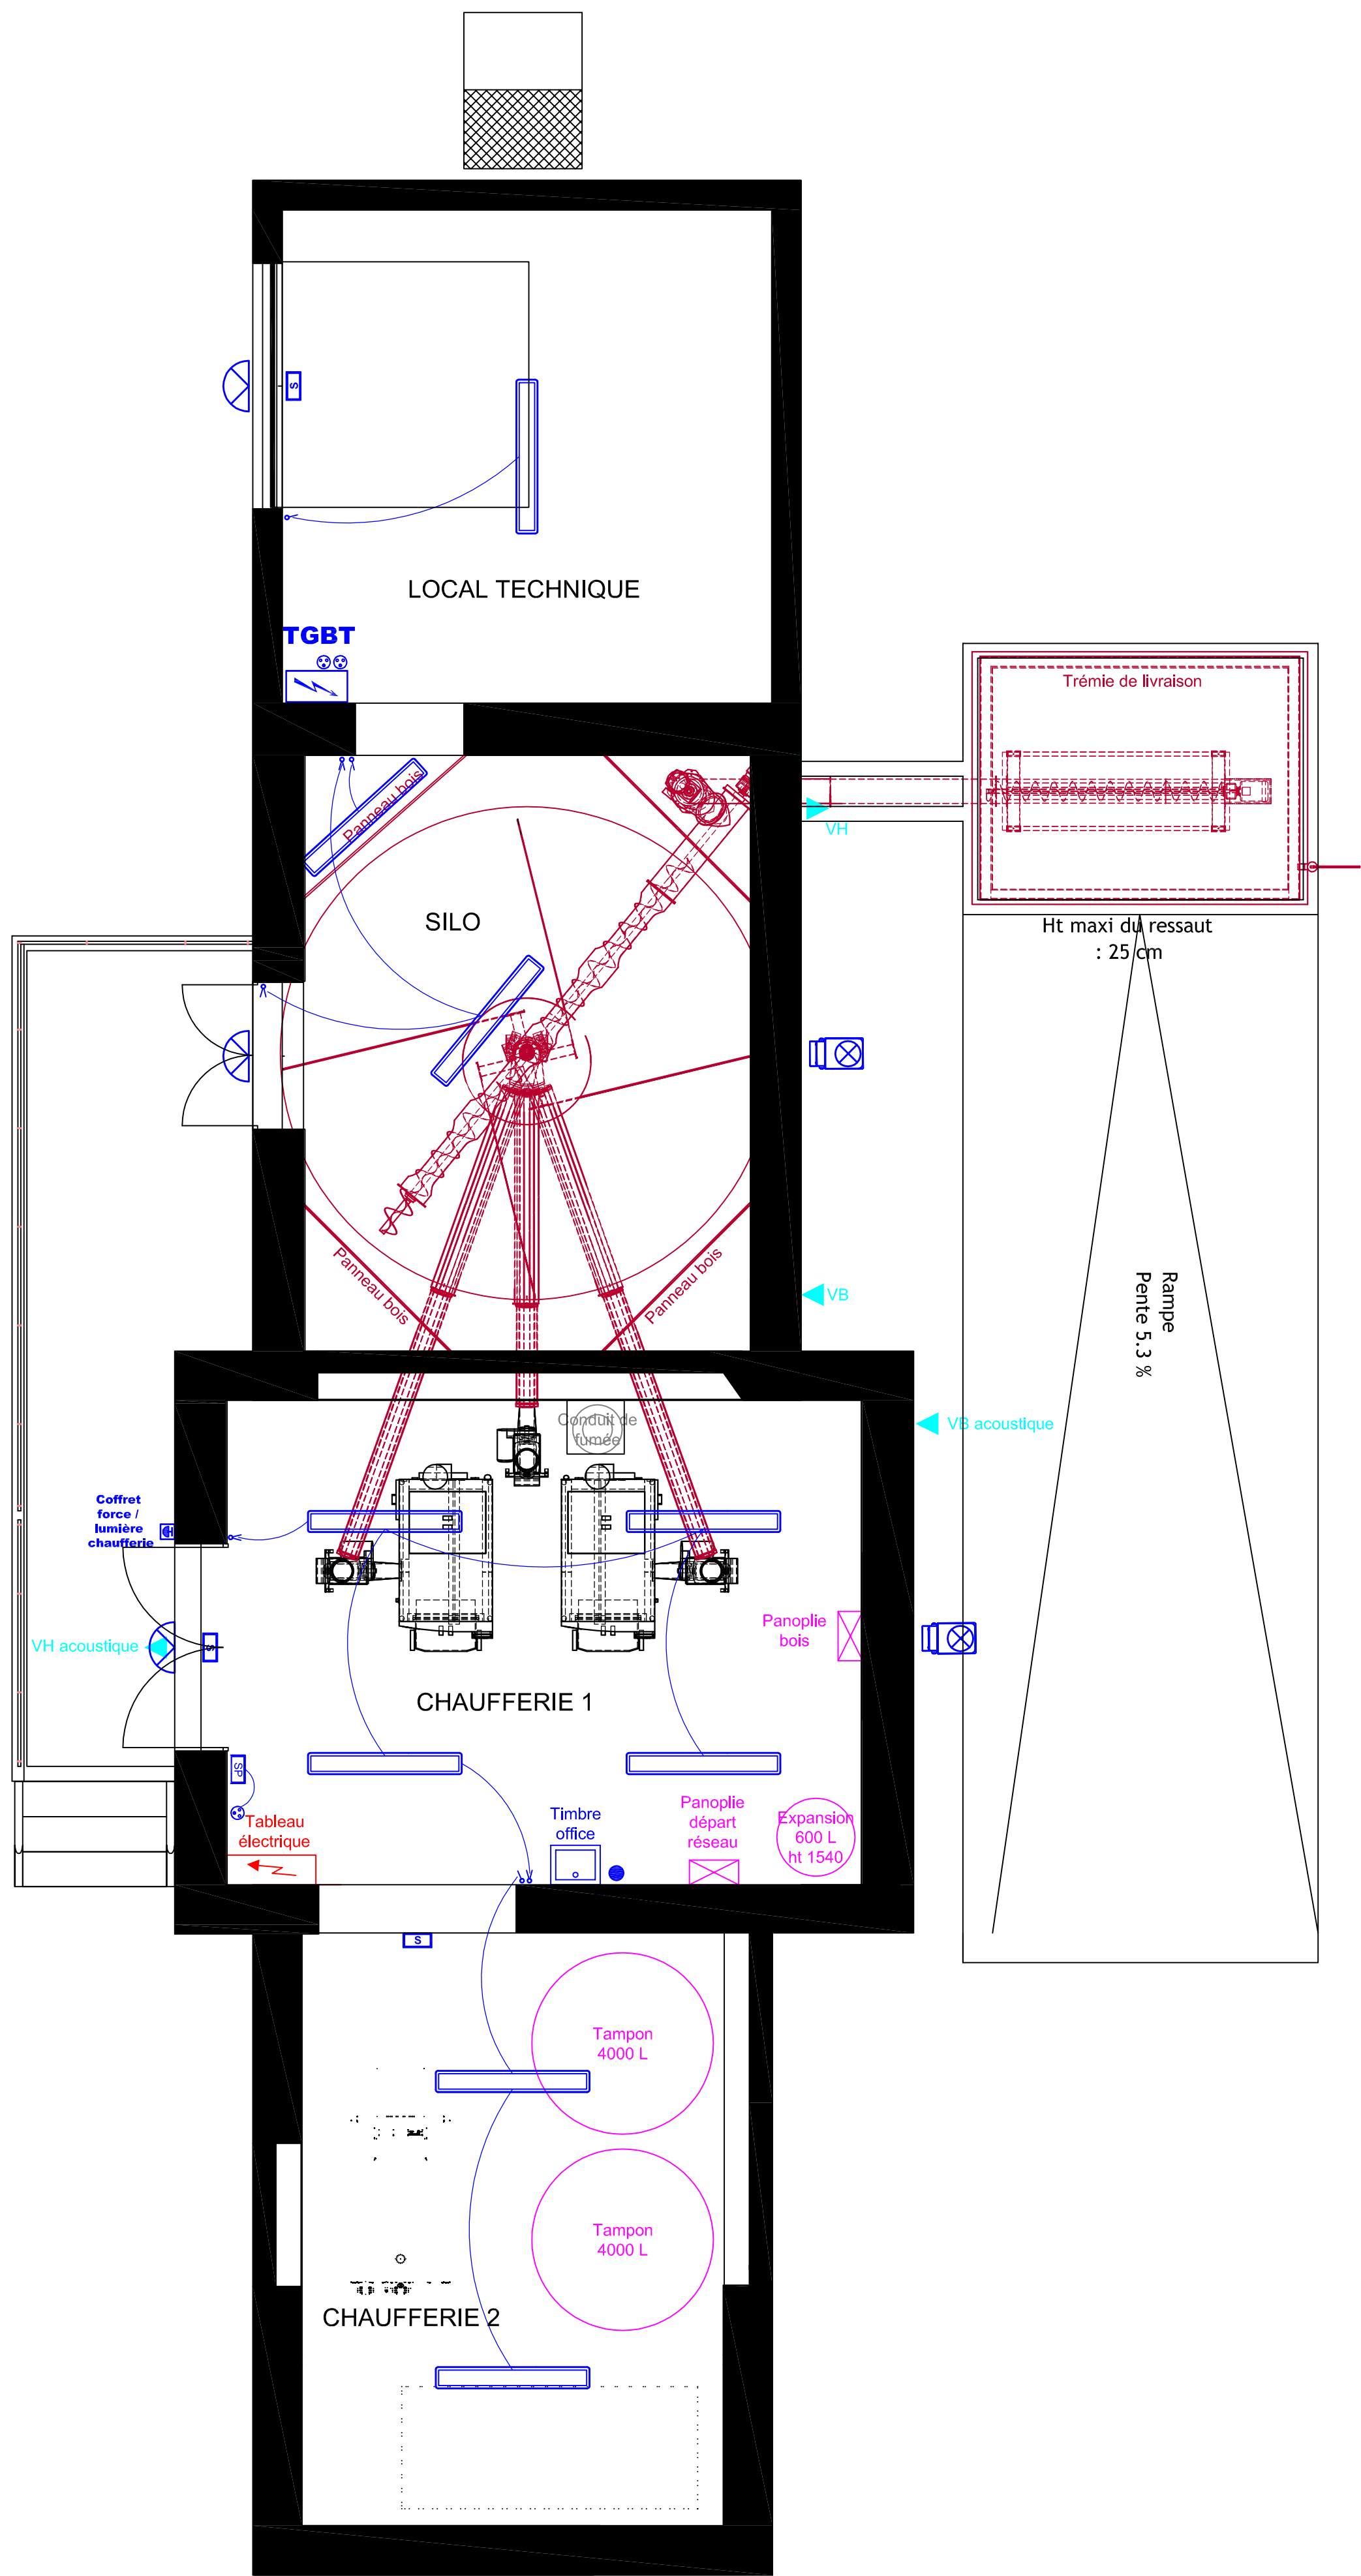 S
LOCAL TECHNIQUE
TGBT
Trémie de livraison
Panneau bois
VH
SILO
Ht maxi du ressaut
: 25 cm
Panneau bois
Panneau bois
VB
Rampe
Pente 5.3 %
Conduit de
fumée
VB acoustique
Coffret
force /
lumière
chaufferie
Panoplie
bois
VH acoustique
S
CHAUFFERIE 1
SP
Tableau
électrique
Timbre
office
Panoplie
départ
réseau
Expansion
600 L
ht 1540
S
Tampon
4000 L
Tampon
4000 L
CHAUFFERIE 2